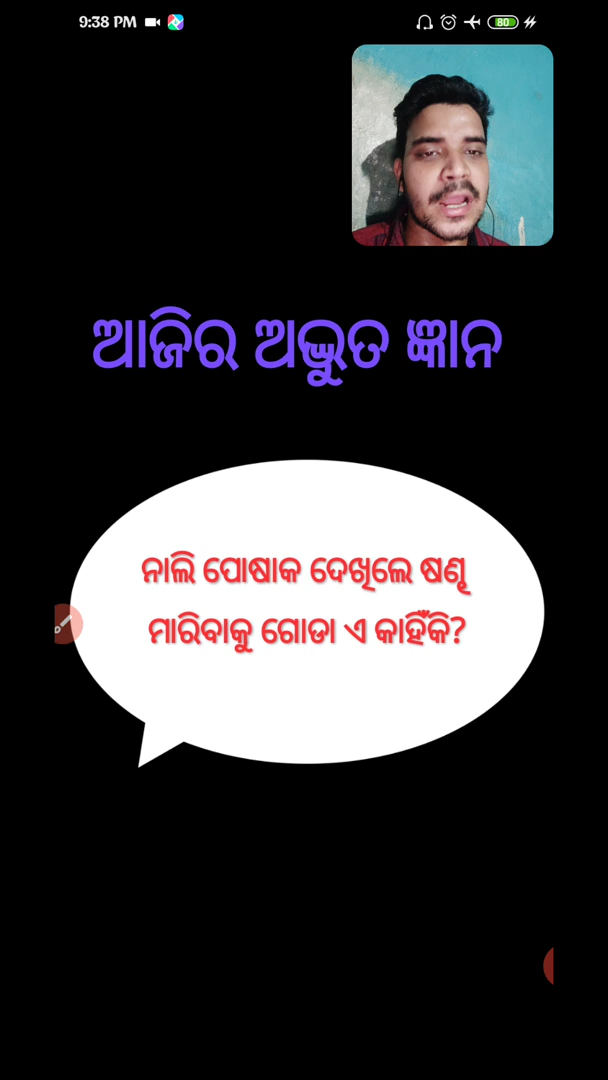 9:38 PM
80
ଆଜିର ଅଦ୍ଭୁତ ଜ୍ଞାନ
ନାଲି ପୋଷାକ ଦେଖିଲେ ଷଣ୍ଢ
ମାରିବାକୁ ଗୋଡା ଏ କାହିଁକି?